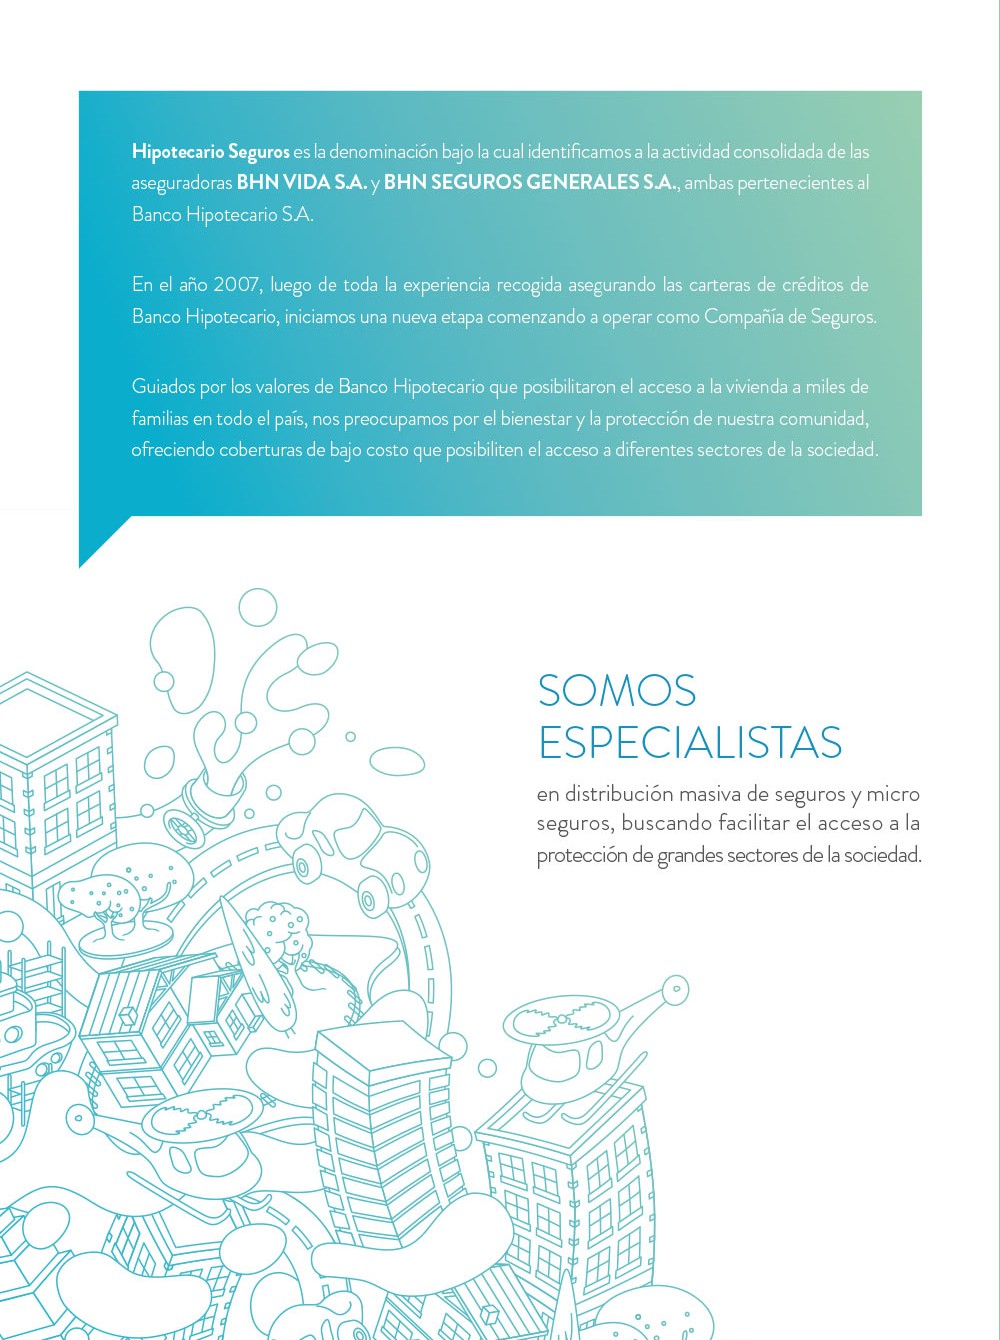 Hipotecario Seguros es la denominación bajo la cual identificamos a la actividad consolidada de las
aseguradoras BHN VIDA S.A. y BHN SEGUROS GENERALES S.A., ambas pertenecientes al
Banco Hipotecario S.A.
En el año 2007, luego de toda la experiencia recogida asegurando las carteras de créditos de
Banco Hipotecario, iniciamos una nueva etapa comenzando a operar como Compañía de Seguros.
Guiados por los valores de Banco Hipotecario que posibilitaron el acceso a la vivienda a miles de
familias en todo el país, nos preocupamos por el bienestar y la protección de nuestra comunidad,
ofreciendo coberturas de bajo costo que posibiliten el acceso a diferentes sectores de la sociedad.
SOMOS
ESPECIALISTAS
en distribución masiva de seguros y micro
seguros, buscando facilitar el acceso a la
protección de grandes sectores de la sociedad.